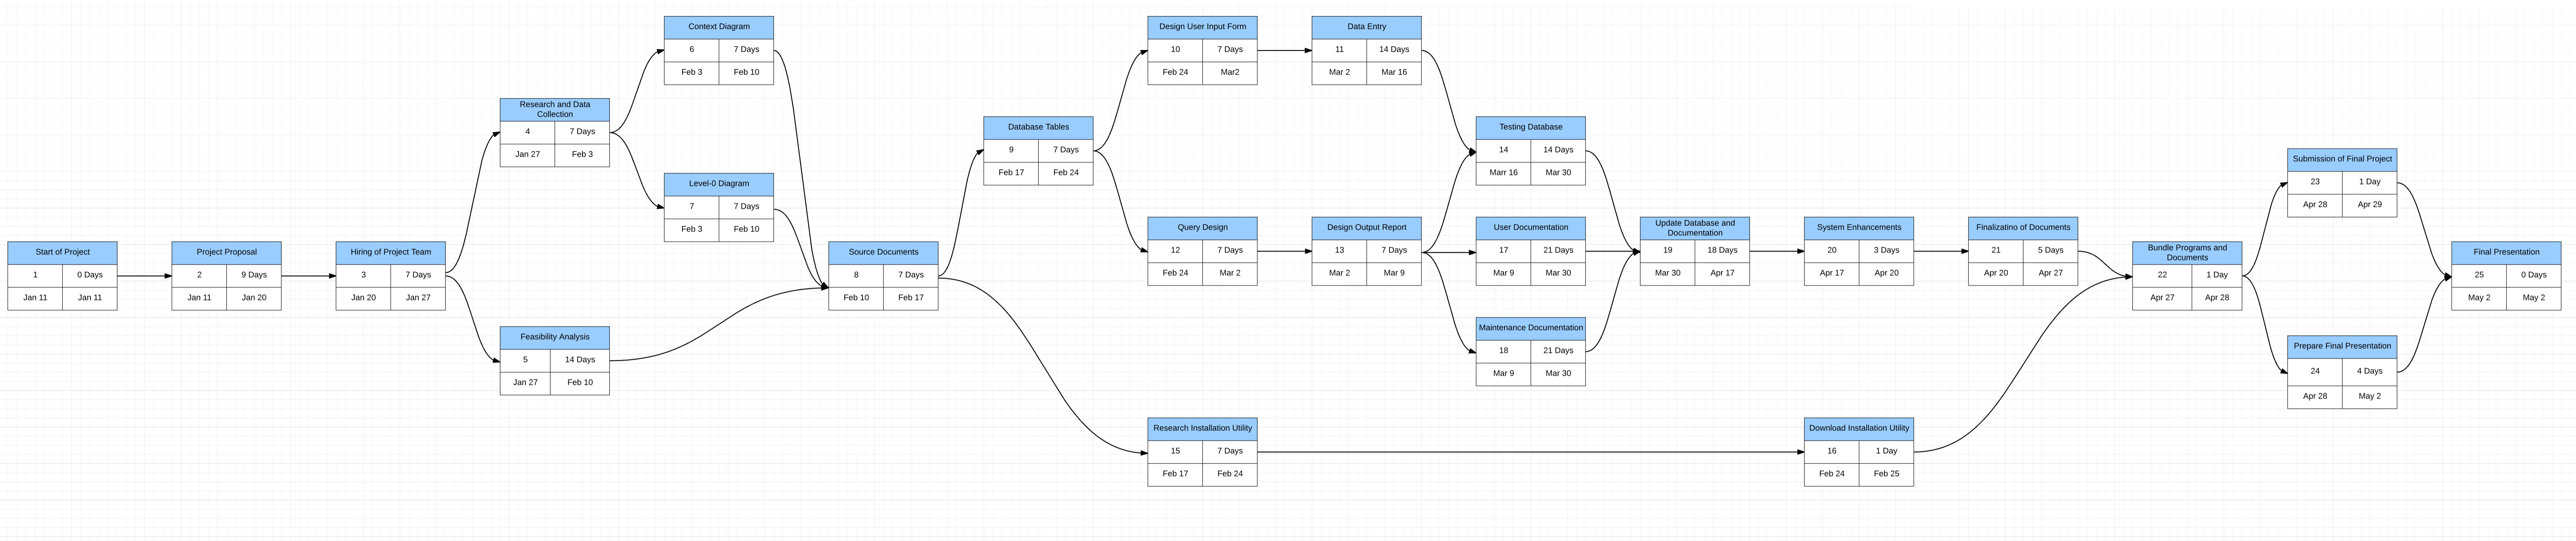 Start of Project
1 0 Days
Jan 11 Jan 11
Project Proposal
2 9 Days
Jan 11 Jan 20
Hiring of Project Team
3 7 Days
Jan 20 Jan 27
Research and Data
Collection
4 7 Days
Jan 27 Feb 3
Feasibility Analysis
5 14 Days
Jan 27 Feb 10
Context Diagram
6 7 Days
Feb 3 Feb 10
Level-0 Diagram
7 7 Days
Feb 3 Feb 10
Source Documents
8 7 Days
Feb 10 Feb 17
Database Tables
9 7 Days
Feb 17 Feb 24
Design User Input Form
10 7 Days
Feb 24 Mar2
Data Entry
11 14 Days
Mar 2 Mar 16
Query Design
12 7 Days
Feb 24 Mar 2
Design Output Report
13 7 Days
Mar 2 Mar 9
Testing Database
14 14 Days
Marr 16 Mar 30
Research Installation Utility
15 7 Days
Feb 17 Feb 24
Download Installation Utility
16 1 Day
Feb 24 Feb 25
User Documentation
17 21 Days
Mar 9 Mar 30
Maintenance Documentation
18 21 Days
Mar 9 Mar 30
Update Database and
Documentation
19 18 Days
Mar 30 Apr 17
System Enhancements
20 3 Days
Apr 17 Apr 20
Finalizatino of Documents
21 5 Days
Apr 20 Apr 27
Bundle Programs and
Documents
22 1 Day
Apr 27 Apr 28
Submission of Final Project
23 1 Day
Apr 28 Apr 29
Prepare Final Presentation
24 4 Days
Apr 28 May 2
Final Presentation
25 0 Days
May 2 May 2